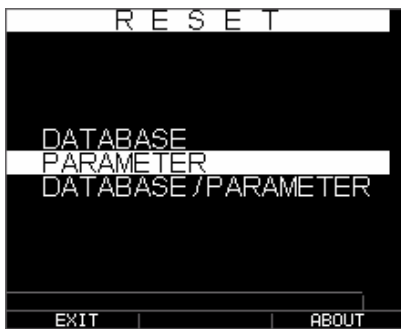 RESET
DATABASE
PARAMETER
DATABASE/PARAMETER
EXIT ABOUT